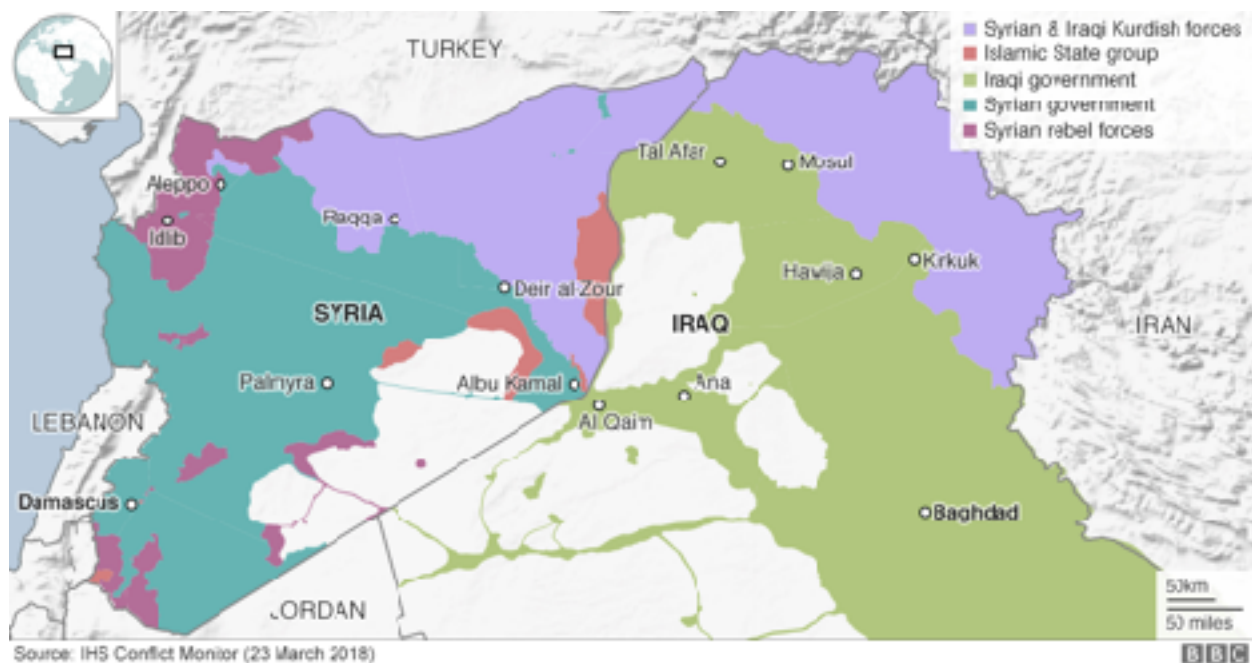 TURKEY
Syrian & Iraqi Kurdish forces
Islamic State group
Iraqi government
Syrian government
Syrian rebel forces
Tal Afar
Mosul
Aleppo
Raqqa
Idlib
Hawija
Kirkuk
Deir al-Zour
SYRIA
IRAQ
IRAN
Palmyra
Albu Kamal
Ana
LEBANON
Al Qaim
Damascus
Baghdad
JORDAN
50km
50 miles
Source: IHS Conflict Monitor (23 March 2018)
BBC